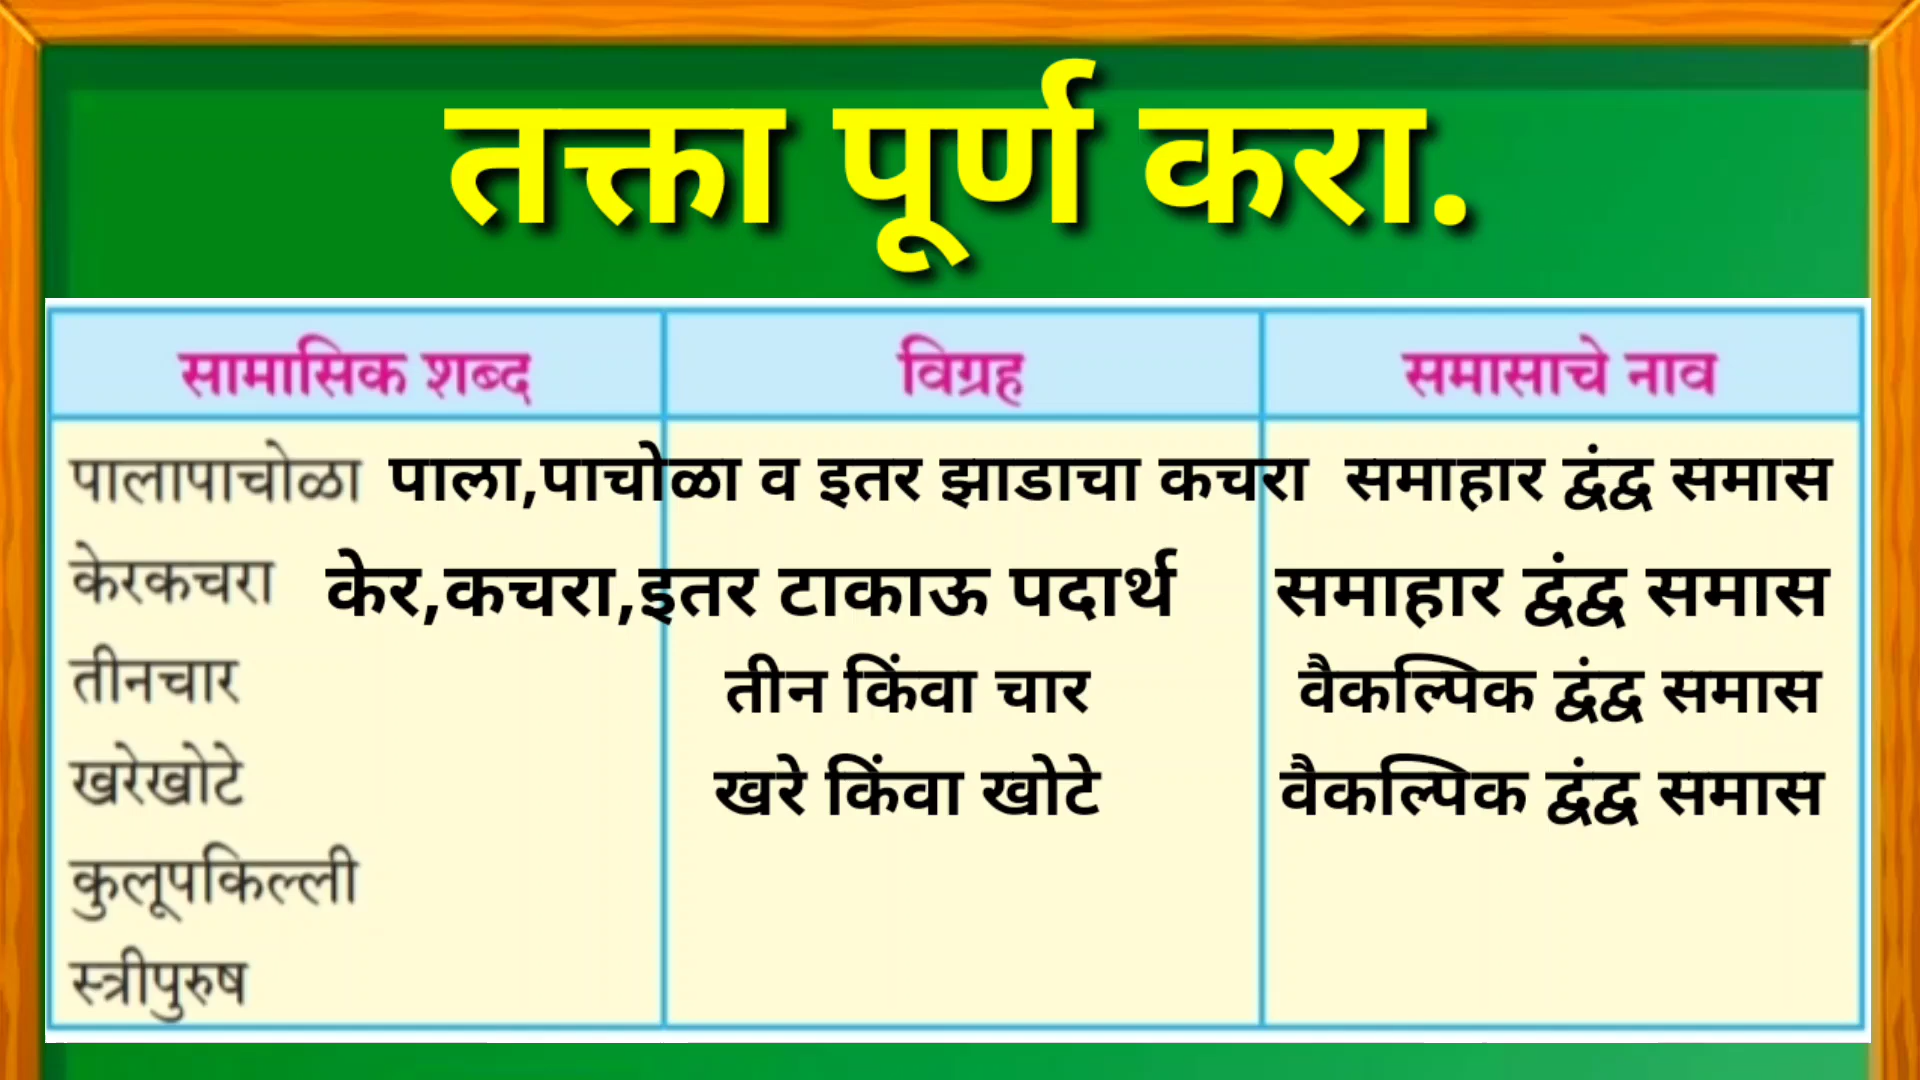 तक्ता पूर्ण करा.
सामासिक शब्द विग्रह समासाचे नाव
पालापाचोळा पाला,पाचोळा व इतर झाडाचा कचरा समाहार द्वंद्व समास
केरकचरा केर,कचरा,इतर टाकाऊ पदार्थ समाहार द्वंद्व समास
तीनचार तीन किंवा चार वैकल्पिक द्वंद्व समास
खरेखोटे खरे किंवा खोटे वैकल्पिक द्वंद्व समास
कुलूपकिल्ली
स्त्रीपुरुष